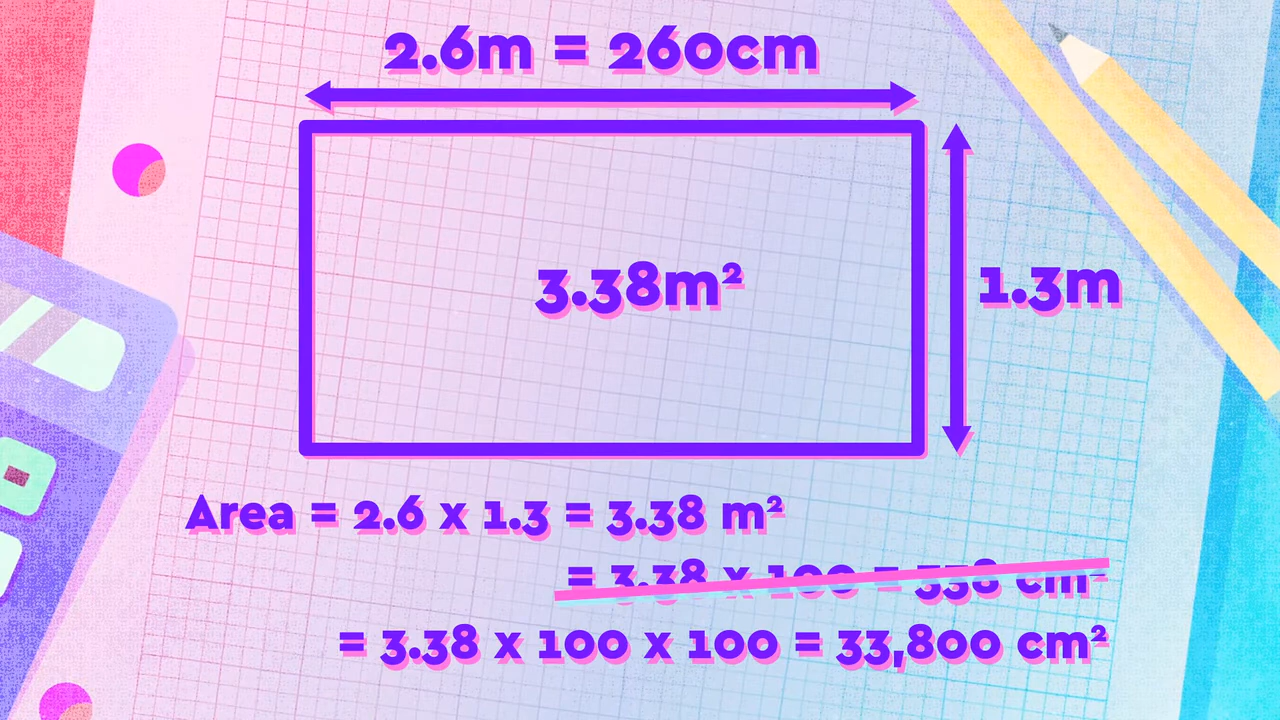 2.6m = 260cm
3.38m²
1.3m
Area = 2.6 x 1.3 = 3.38 m²
= 3.38 x 100 = 338 cm²
= 3.38 x 100 x 100 = 33,800 cm²